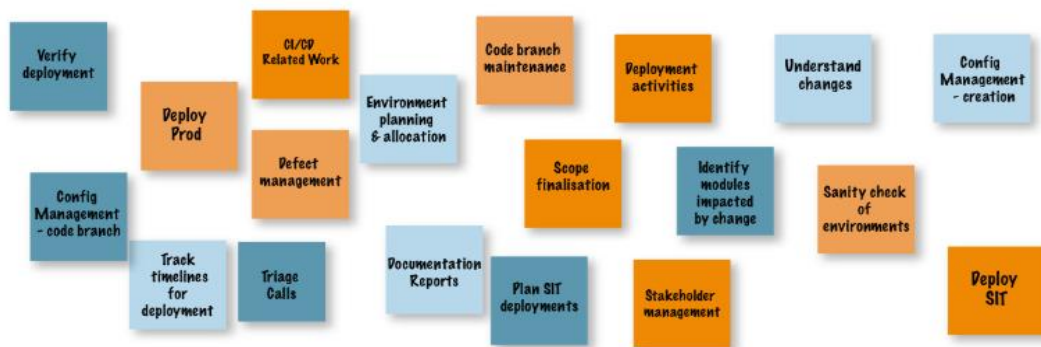 Verify
deployment
CI/CD
Related Work
Code branch
maintenance
Deployment
activities
Understand
changes
Config
Management
- creation
Deploy
Prod
Environment
planning
& allocation
Defect
management
Scope
finalisation
Identify
modules
impacted
by change
Sanity check
of
environments
Config
Management
- code branch
Track
timelines
for
deployment
Triage
Calls
Documentation
Reports
Plan SIT
deployments
Stakeholder
management
Deploy
SIT